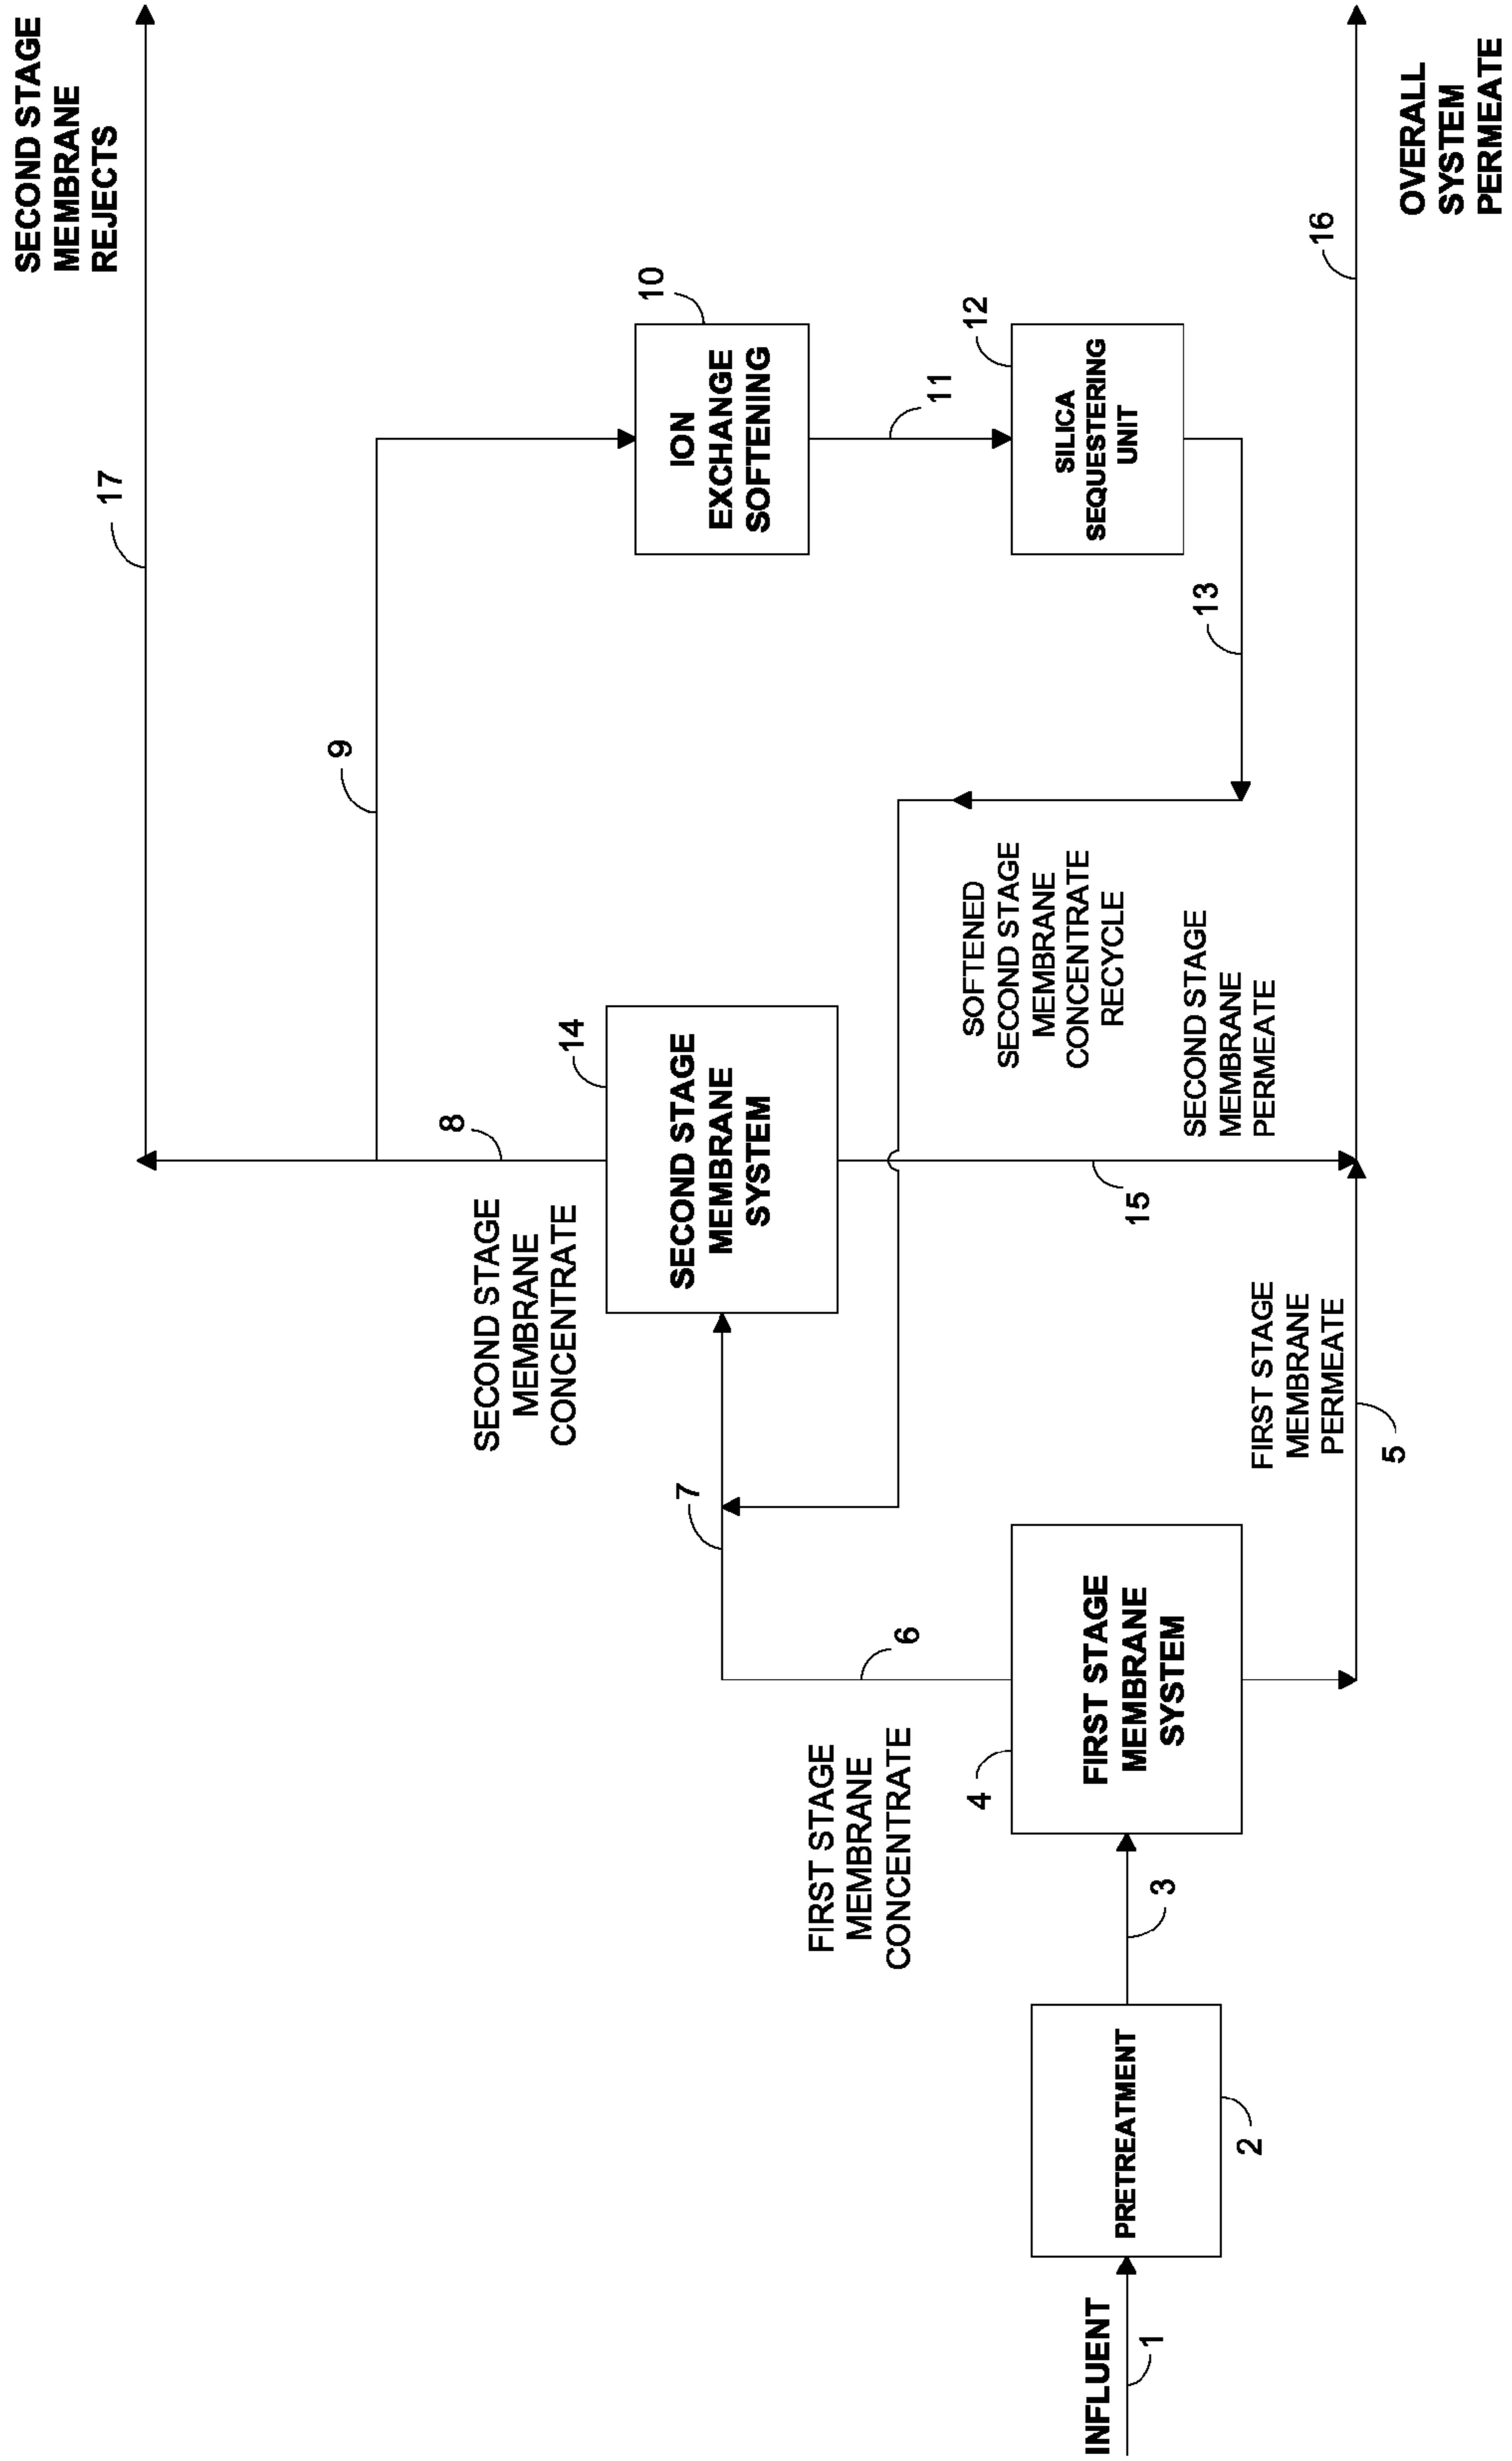 SECOND STAGE
MEMBRANE
REJECTS
17
9
10
ION
EXCHANGE
SOFTENING
11
12
SILICA
SEQUESTERING
UNIT
13
8
SECOND STAGE
MEMBRANE
CONCENTRATE
14
SECOND STAGE
MEMBRANE
SYSTEM
SOFTENED
SECOND STAGE
MEMBRANE
CONCENTRATE
RECYCLE
15
SECOND STAGE
MEMBRANE
PERMEATE
16
OVERALL
SYSTEM
PERMEATE
7
6
FIRST STAGE
MEMBRANE
CONCENTRATE
4
FIRST STAGE
MEMBRANE
SYSTEM
FIRST STAGE
MEMBRANE
PERMEATE
5
3
PRETREATMENT
2
INFLUENT
1